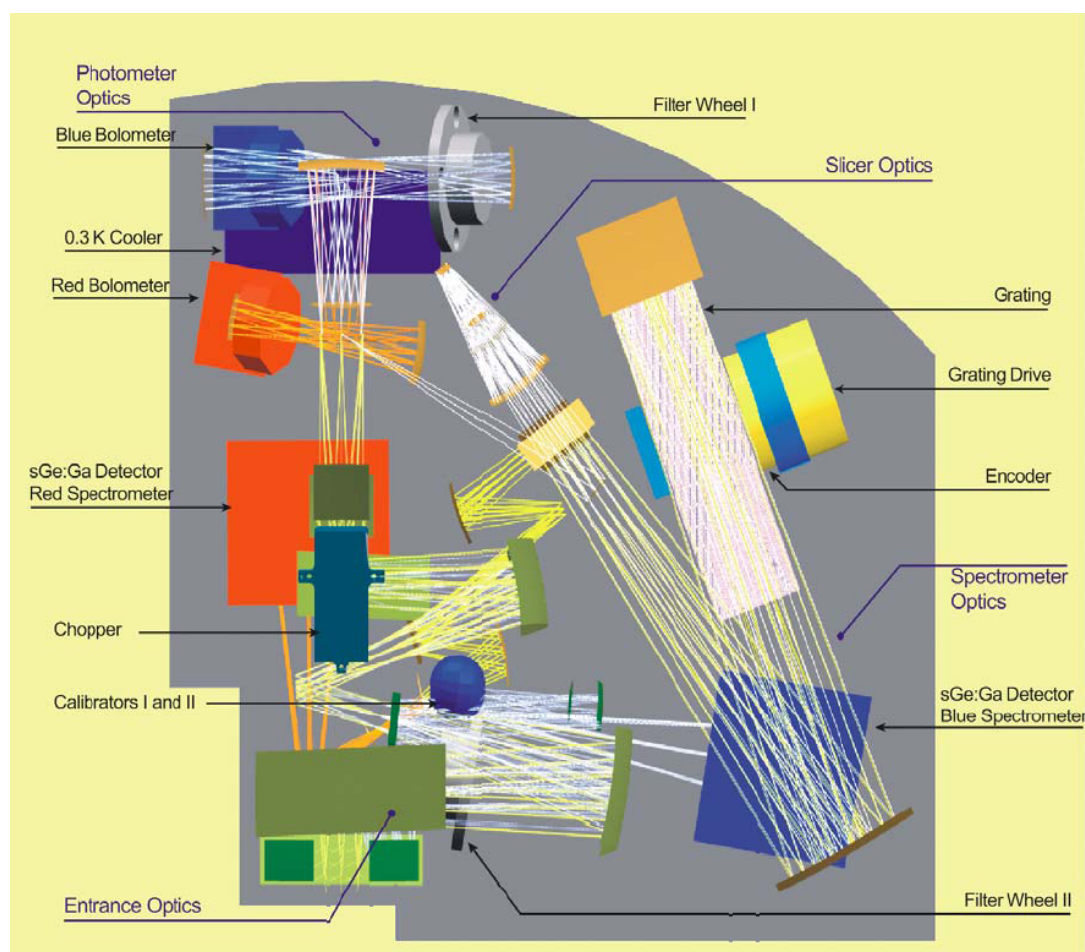 Photometer
Optics
Blue Bolometer
0.3 K Cooler
Red Bolometer
sGe:Ga Detector
Red Spectrometer
Chopper
Calibrators I and II
Entrance Optics
Filter Wheel I
Slicer Optics
Grating
Grating Drive
Encoder
Spectrometer
Optics
sGe:Ga Detector
Blue Spectrometer
Filter Wheel II